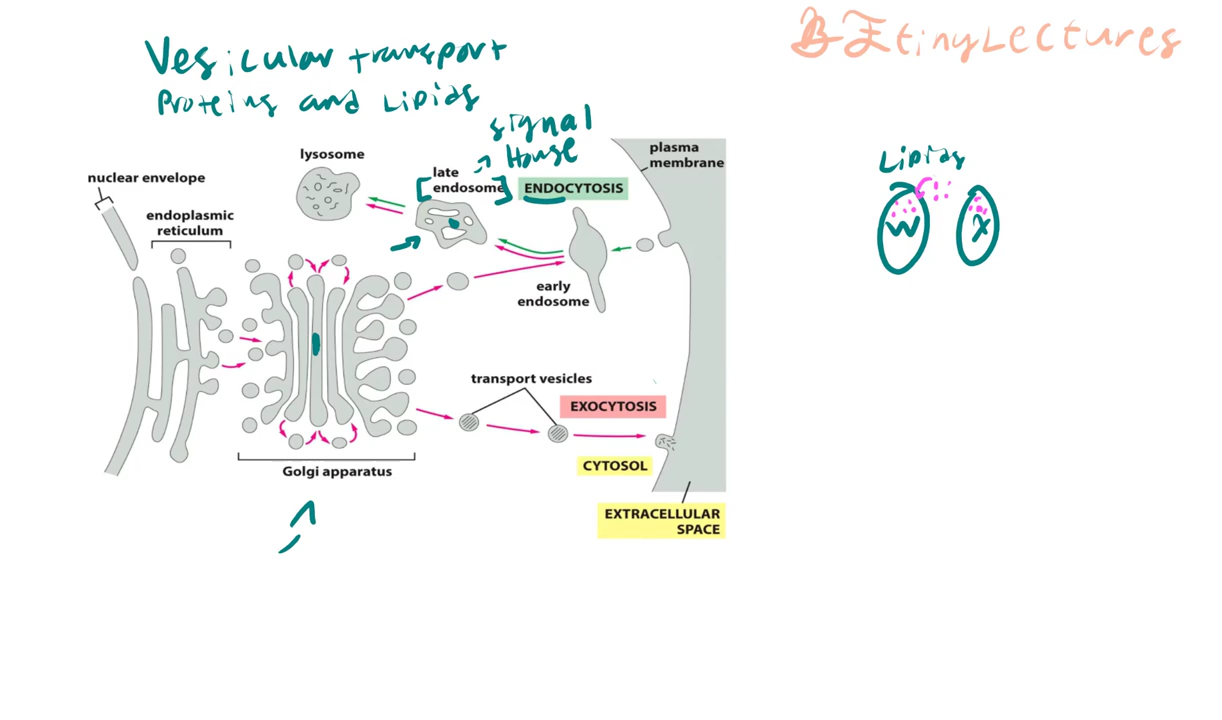 Vesicular transport
Proteins and Lipids
tinyLectures
signal
House
Lipids
W
X
plasma
membrane
lysosome
late
endosome
ENDOCYTOSIS
nuclear envelope
endoplasmic
reticulum
early
endosome
transport vesicles
EXOCYTOSIS
CYTOSOL
Golgi apparatus
EXTRACELLULAR
SPACE